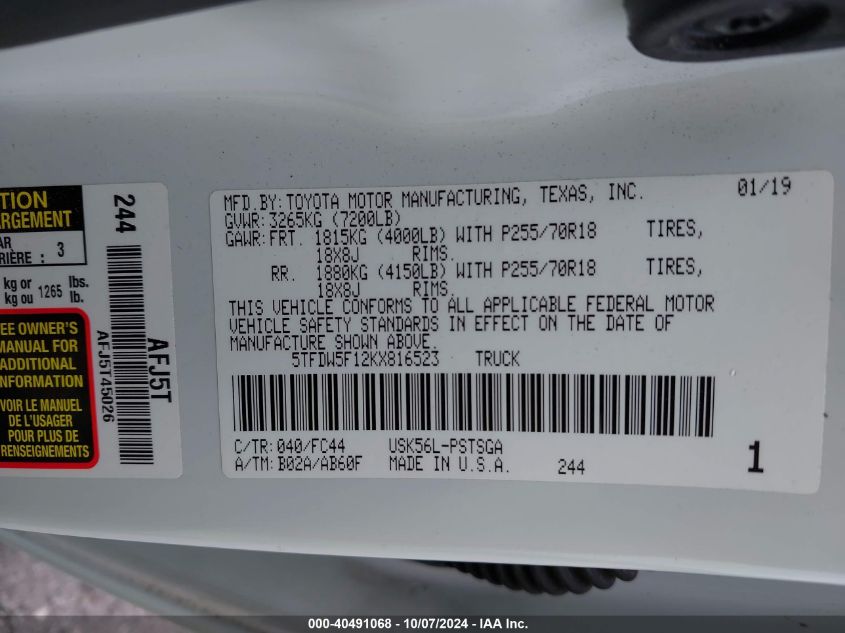 TION
ARGEMENT
AR
RIÈRE : 3
kg or
kg ou 1265 lbs.
lb.
EE OWNER'S
MANUAL FOR
ADDITIONAL
INFORMATION
VOIR LE MANUEL
DE L'USAGER
POUR PLUS DE
244
AFJ5T
AFJ5T45026
MFD.BY: TOYOTA MOTOR MANUFACTURING, TEXAS, INC. 01/19
GVWR: 3265KG (7200LB)
GAWR: FRT. 1815KG (4000LB) WITH P255/70R18 TIRES,
18X8J RIMS.
RR. 1880KG (4150LB) WITH P255/70R18 TIRES,
18X8J RIMS.
THIS VEHICLE CONFORMS TO ALL APPLICABLE FEDERAL MOTOR
VEHICLE SAFETY STANDARDS IN EFFECT ON THE DATE OF
MANUFACTURE SHOWN ABOVE.
5TFDW5F12KX816523 TRUCK
C/TR: 040/FC44 USK56L-PSTSGA
A/TM: B02A/AB60F MADE IN U.S.A. 244 1
000-40491068 - 10/07/2024 - IAA Inc.